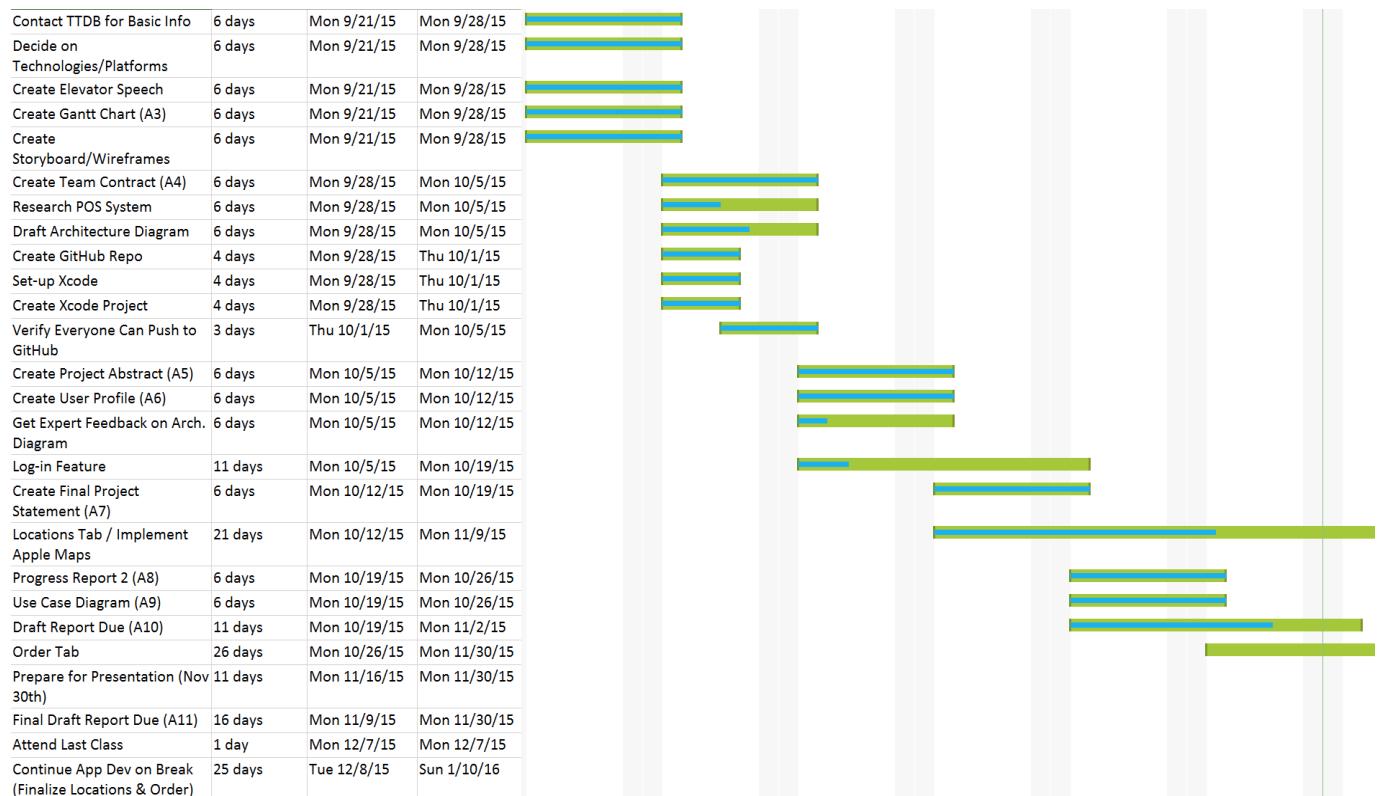 Contact TTDB for Basic Info 6 days Mon 9/21/15 Mon 9/28/15
Decide on 6 days Mon 9/21/15 Mon 9/28/15
Technologies/Platforms
Create Elevator Speech 6 days Mon 9/21/15 Mon 9/28/15
Create Gantt Chart (A3) 6 days Mon 9/21/15 Mon 9/28/15
Create 6 days Mon 9/21/15 Mon 9/28/15
Storyboard/Wireframes
Create Team Contract (A4) 6 days Mon 9/28/15 Mon 10/5/15
Research POS System 6 days Mon 9/28/15 Mon 10/5/15
Draft Architecture Diagram 6 days Mon 9/28/15 Mon 10/5/15
Create GitHub Repo 4 days Mon 9/28/15 Thu 10/1/15
Set-up Xcode 4 days Mon 9/28/15 Thu 10/1/15
Create Xcode Project 4 days Mon 9/28/15 Thu 10/1/15
Verify Everyone Can Push to 3 days Thu 10/1/15 Mon 10/5/15
GitHub
Create Project Abstract (A5) 6 days Mon 10/5/15 Mon 10/12/15
Create User Profile (A6) 6 days Mon 10/5/15 Mon 10/12/15
Get Expert Feedback on Arch. 6 days Mon 10/5/15 Mon 10/12/15
Diagram
Log-in Feature 11 days Mon 10/5/15 Mon 10/19/15
Create Final Project 6 days Mon 10/12/15 Mon 10/19/15
Statement (A7)
Locations Tab / Implement 21 days Mon 10/12/15 Mon 11/9/15
Apple Maps
Progress Report 2 (A8) 6 days Mon 10/19/15 Mon 10/26/15
Use Case Diagram (A9) 6 days Mon 10/19/15 Mon 10/26/15
Draft Report Due (A10) 11 days Mon 10/19/15 Mon 11/2/15
Order Tab 26 days Mon 10/26/15 Mon 11/30/15
Prepare for Presentation (Nov 11 days Mon 11/16/15 Mon 11/30/15
30th)
Final Draft Report Due (A11) 16 days Mon 11/9/15 Mon 11/30/15
Attend Last Class 1 day Mon 12/7/15 Mon 12/7/15
Continue App Dev on Break 25 days Tue 12/8/15 Sun 1/10/16
(Finalize Locations & Order)